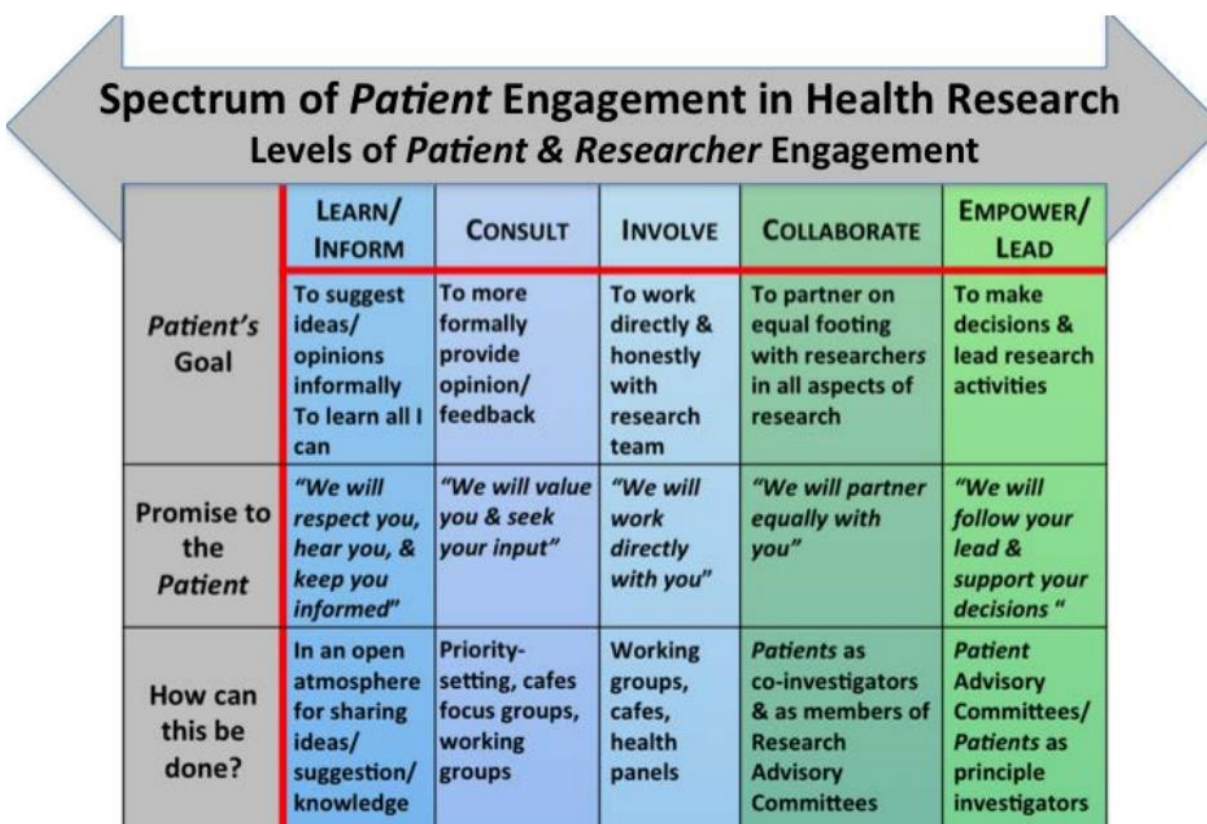 Spectrum of Patient Engagement in Health Research
Levels of Patient & Researcher Engagement
LEARN/
INFORM
CONSULT
INVOLVE
COLLABORATE
EMPOWER/
LEAD
Patient's
Goal
To suggest
ideas/
opinions
informally
To learn all I
can
To more
formally
provide
opinion/
feedback
To work
directly &
honestly
with
research
team
To partner on
equal footing
with researchers
in all aspects of
research
To make
decisions &
lead research
activities
Promise to
the
Patient
“We will
respect you,
hear you, &
keep you
informed”
“We will value
you & seek
your input”
“We will
work
directly
with you”
“We will partner
equally with
you”
“We will
follow your
lead &
support your
decisions “
How can
this be
done?
In an open
atmosphere
for sharing
ideas/
suggestion/
knowledge
Priority-
setting, cafes
focus groups,
working
groups
Working
groups,
cafes,
health
panels
Patients as
co-investigators
& as members of
Research
Advisory
Committees
Patient
Advisory
Committees/
Patients as
principle
investigators